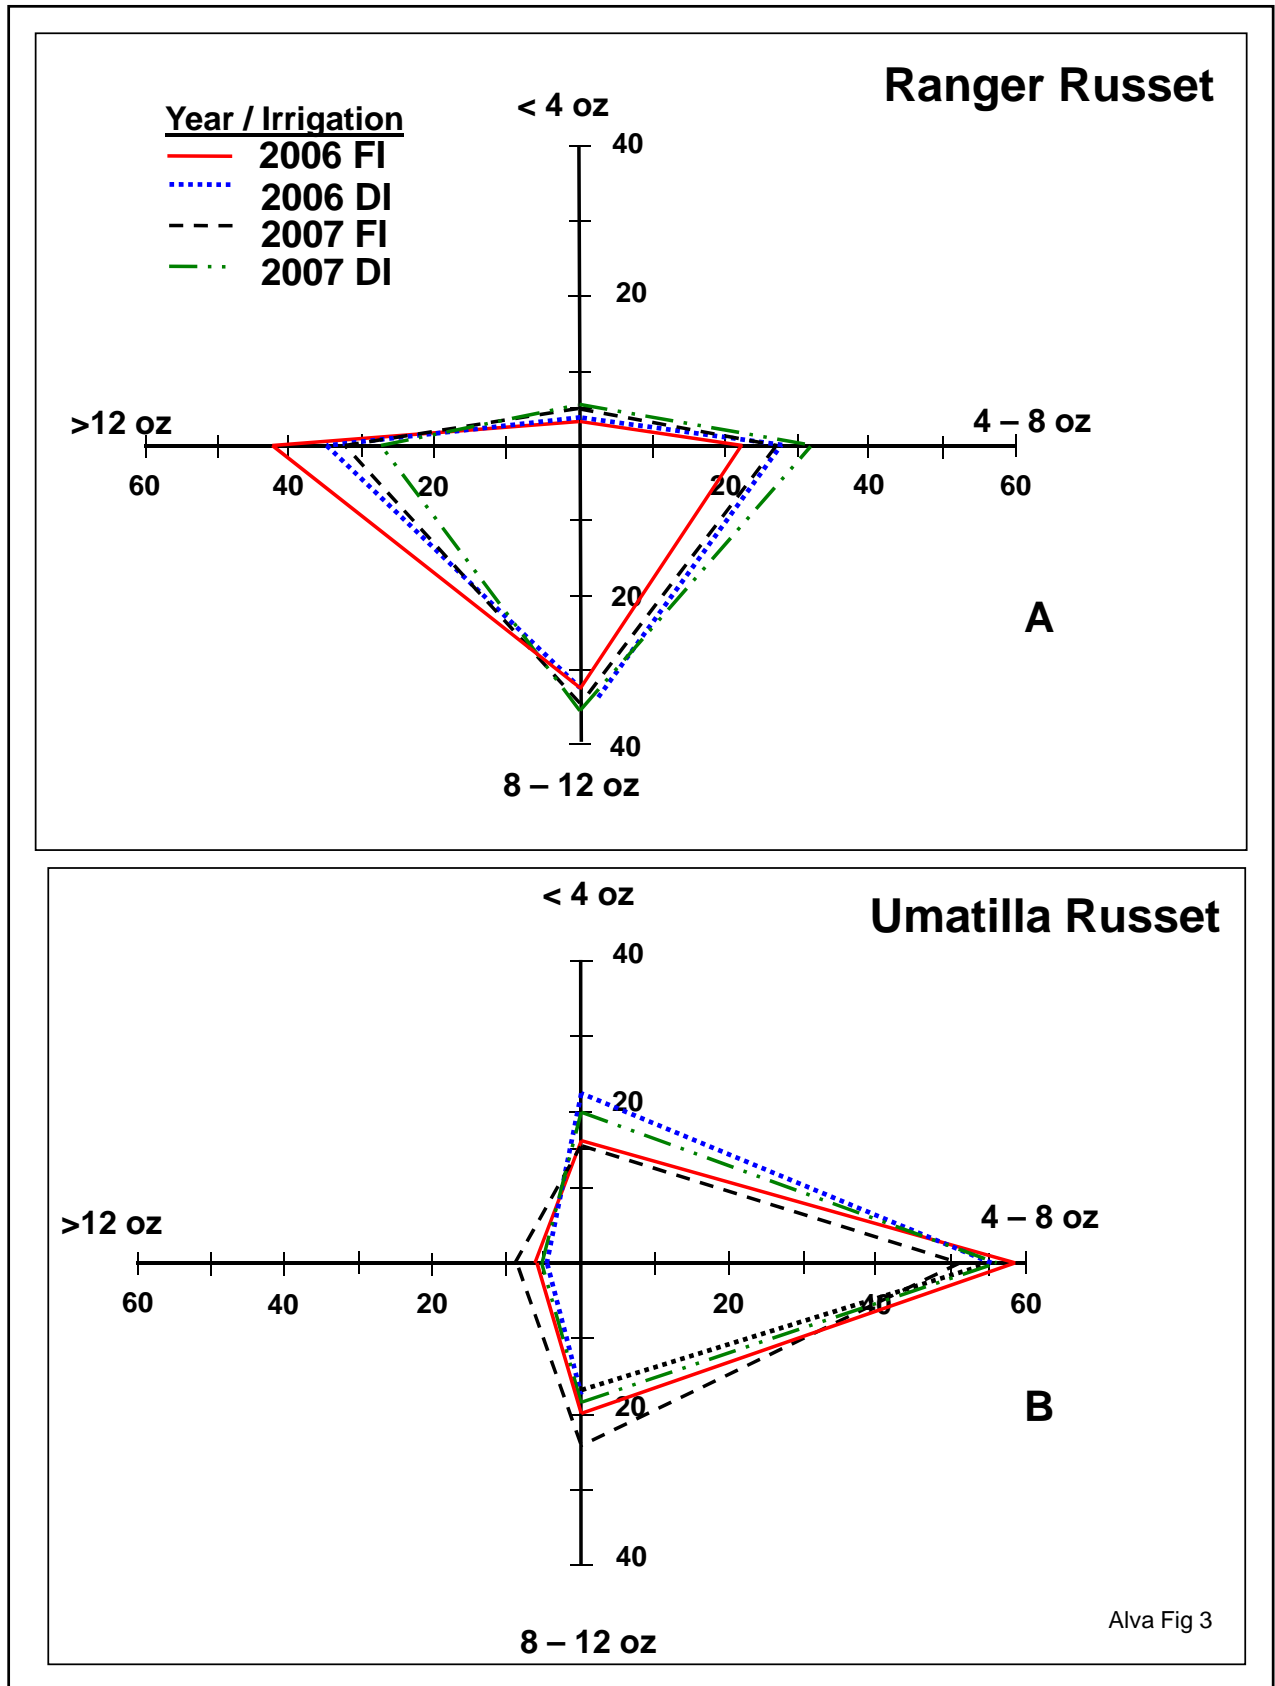 Ranger Russet
< 4 oz
Year / Irrigation
2006 FI
2006 DI
2007 FI
2007 DI
40
20
>12 oz
4 – 8 oz
60
40
20
20
40
60
20
A
40
8 – 12 oz
< 4 oz
Umatilla Russet
40
20
>12 oz
4 – 8 oz
60
40
20
20
40
60
20
B
40
Alva Fig 3
8 – 12 oz